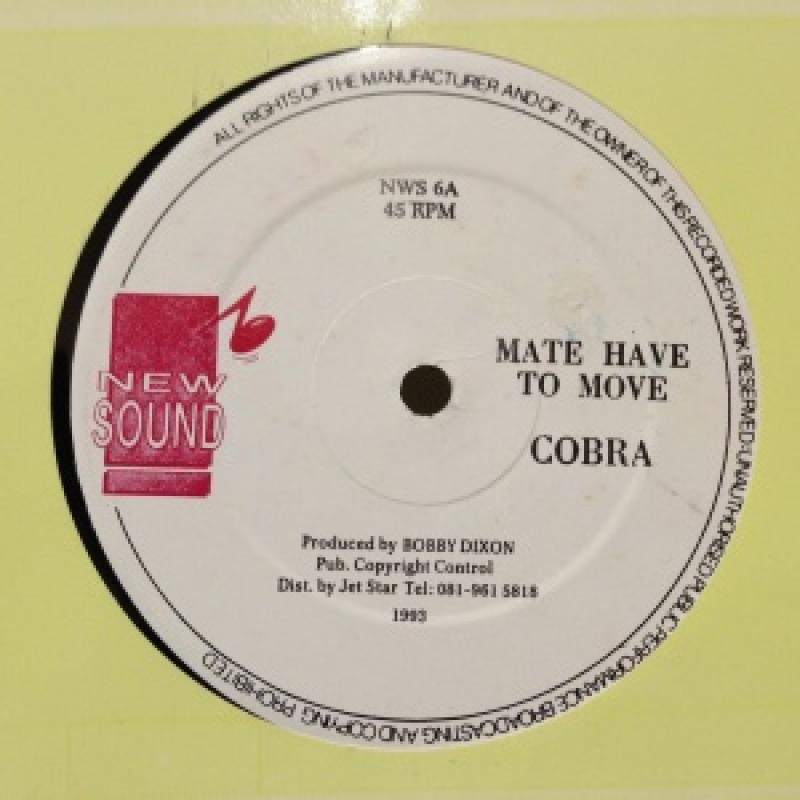 ALL RIGHTS OF THE MANUFACTURER AND OF THE OWNER OF THIS RECORDED WORK RESERVED·UNAUTHORISED PUBLIC PERFORMANCE BROADCASTING AND COPYING PROHIBITED
NWS 6A
45 RPM
NEW
SOUND
MATE HAVE
TO MOVE
COBRA
Produced by BOBBY DIXON
Pub. Copyright Control
Dist. by Jet Star Tel: 081-961 5818
1993